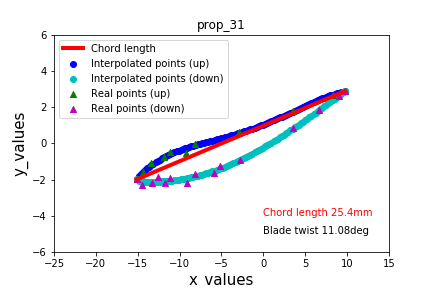 prop_31
Chord length
Interpolated points (up)
Interpolated points (down)
Real points (up)
Real points (down)
6
4
2
0
−2
−4
−6
y_values
Chord length 25.4mm
Blade twist 11.08deg
−25 −20 −15 −10 −5 0 5 10 15
x_values